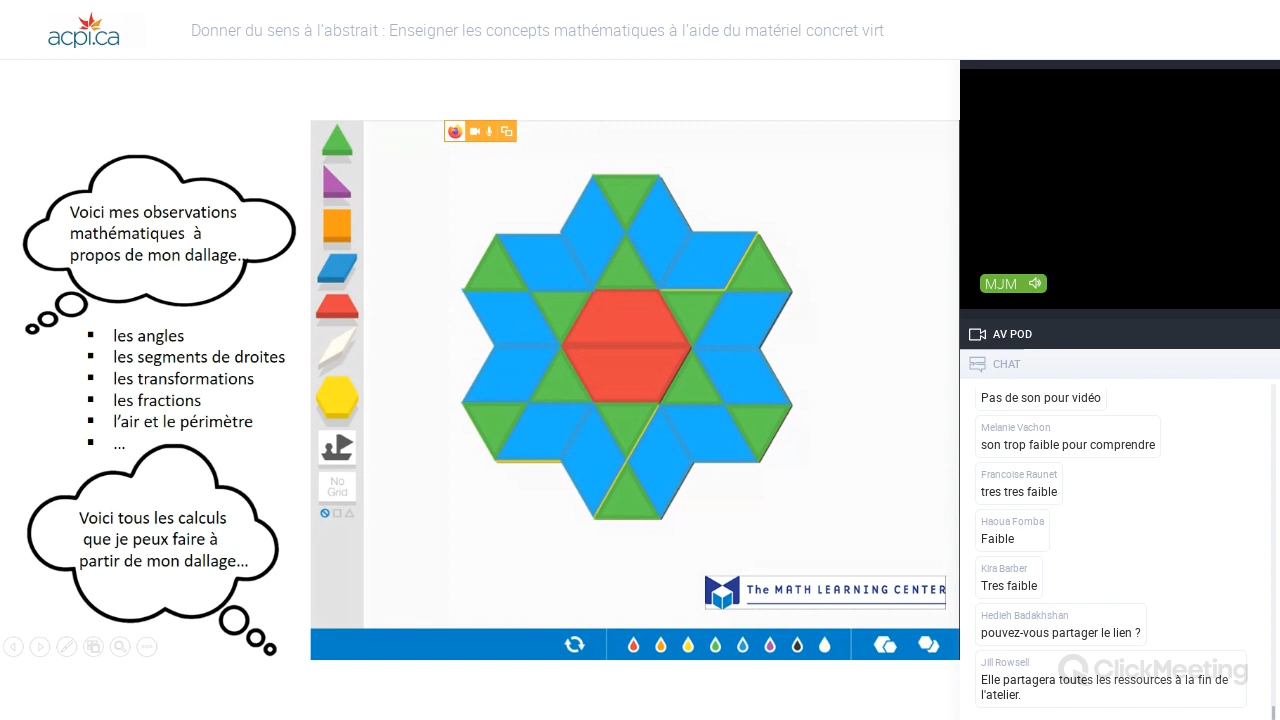 acpi.ca
Donner du sens à l'abstrait : Enseigner les concepts mathématiques à l'aide du matériel concret virt
Voici mes observations
mathématiques à
propos de mon dallage...
les angles
les segments de droites
les transformations
les fractions
l'air et le périmètre
...
Voici tous les calculs
que je peux faire à
partir de mon dallage...
No
Grid
The MATH LEARNING CENTER
MJM
AV POD
CHAT
Pas de son pour vidéo
Melanie Vachon
son trop faible pour comprendre
Francoise Raunet
tres tres faible
Haoua Fomba
Faible
Kira Barber
Tres faible
Hedieh Badakhshan
pouvez-vous partager le lien ?
Jill Rowsell
Elle partagera toutes les ressources à la fin de
l'atelier.
ClickMeeting